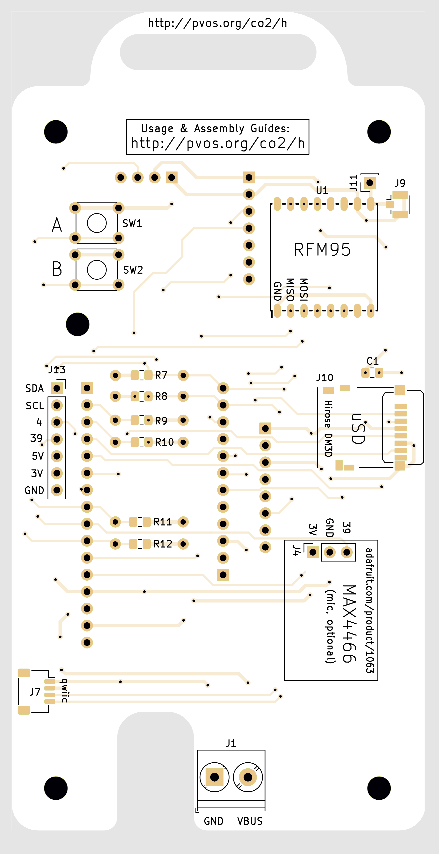 http://pvos.org/co2/h
Usage & Assembly Guides:
http://pvos.org/co2/h
J11
J9
U1
A
SW1
RFM95
B
SW2
GND
MISO
MOSI
C1
J13
R7
J10
SDA
R8
SCL
Hirose DM3D
uSD
4
R9
39
R10
5V
3V
GND
R11
3V
GND
39
R12
J4
adafruit.com/product/1063
MAX4466
(mic, optional)
J7
qwiic
J1
GND
VBUS